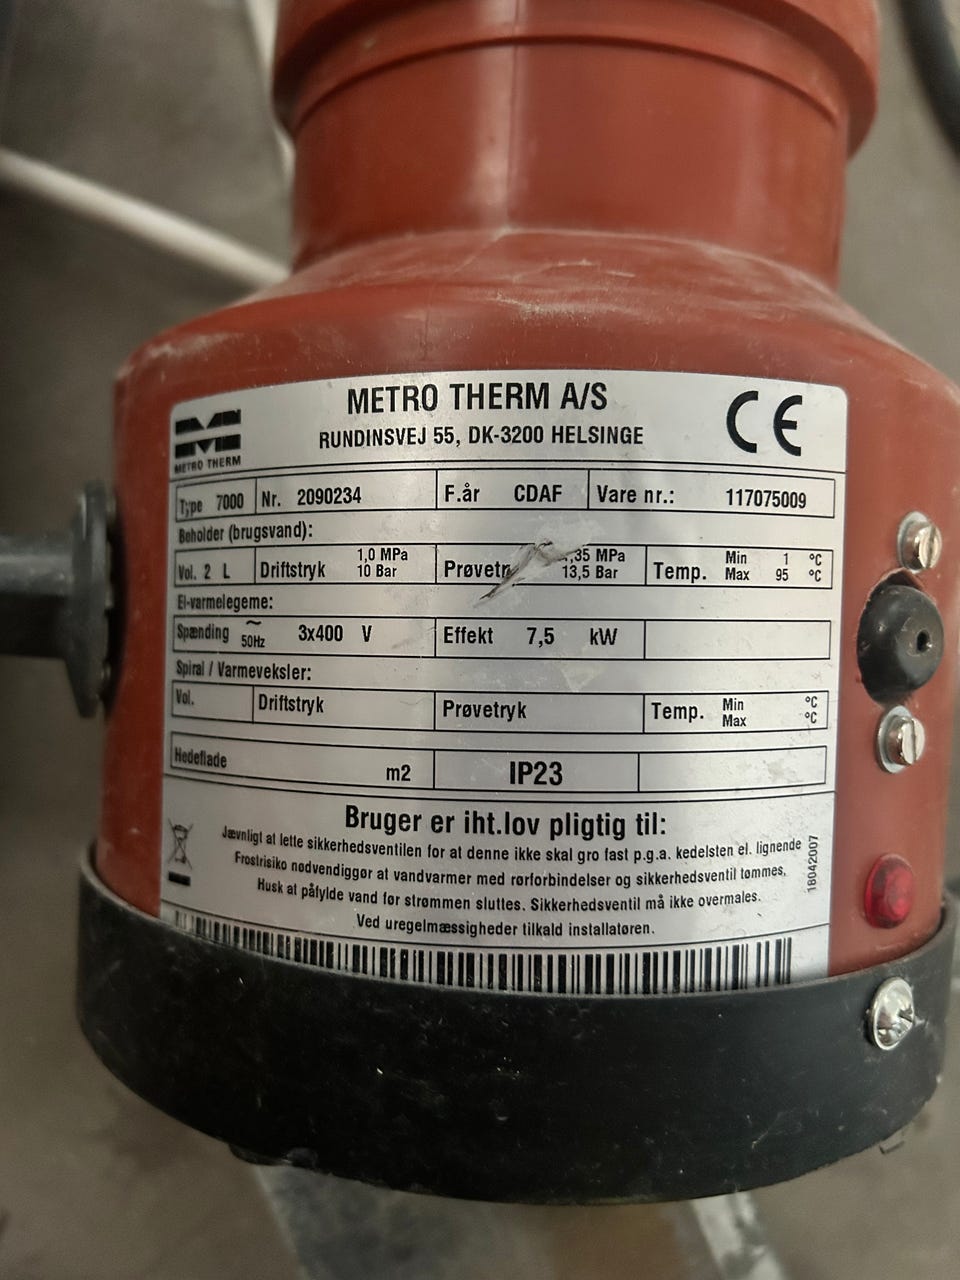 METRO THERM A/S
RUNDINSVEJ 55, DK-3200 HELSINGE
CE
METRO THERM
Type 7000 Nr. 2090234 F.år CDAF Vare nr.: 117075009
Beholder (brugsvand):
Vol. 2 L Driftstryk 1,0 MPa 10 Bar Prøvetr ,35 MPa 13,5 Bar Temp. Min 1 °C Max 95 °C
El-varmelegeme:
Spænding ~ 50Hz 3x400 V Effekt 7,5 kW
Spiral / Varmeveksler:
Vol. Driftstryk Prøvetryk Temp. Min °C Max °C
Hedeflade m2 IP23
Bruger er iht.lov pligtig til:
Jævnligt at lette sikkerhedsventilen for at denne ikke skal gro fast p.g.a. kedelsten el. lignende
Frostrisiko nødvendiggør at vandvarmer med rørforbindelser og sikkerhedsventil tømmes,
Husk at påfylde vand før strømmen sluttes. Sikkerhedsventil må ikke overmales.
Ved uregelmæssigheder tilkald installatøren.
18042007